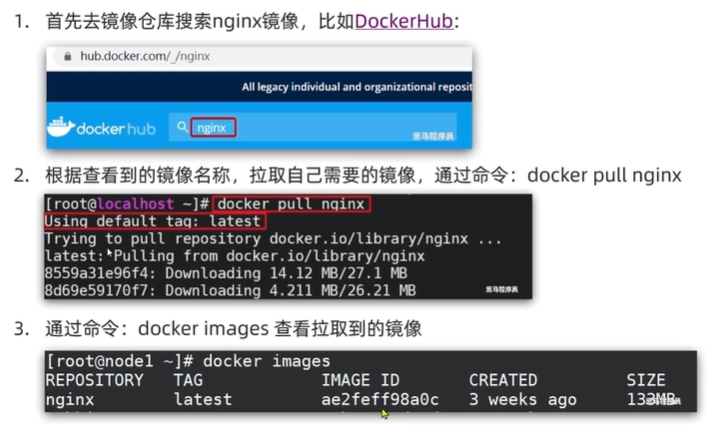 1. 首先去镜像仓库搜索nginx镜像，比如DockerHub:
hub.docker.com/_/nginx
All legacy individual and organizational reposit
dockerhub
nginx
黑马程序员
2. 根据查看到的镜像名称，拉取自己需要的镜像，通过命令：docker pull nginx
[root@localhost ~]# docker pull nginx
Using default tag: latest
Trying to pull repository docker.io/library/nginx ...
latest: Pulling from docker.io/library/nginx
8559a31e96f4: Downloading 14.12 MB/27.1 MB
8d69e59170f7: Downloading 4.211 MB/26.21 MB
黑马程序员
3. 通过命令：docker images 查看拉取到的镜像
[root@node1 ~]# docker images
REPOSITORY TAG IMAGE ID CREATED SIZE
nginx latest ae2feff98a0c 3 weeks ago 133MB
黑马程序员